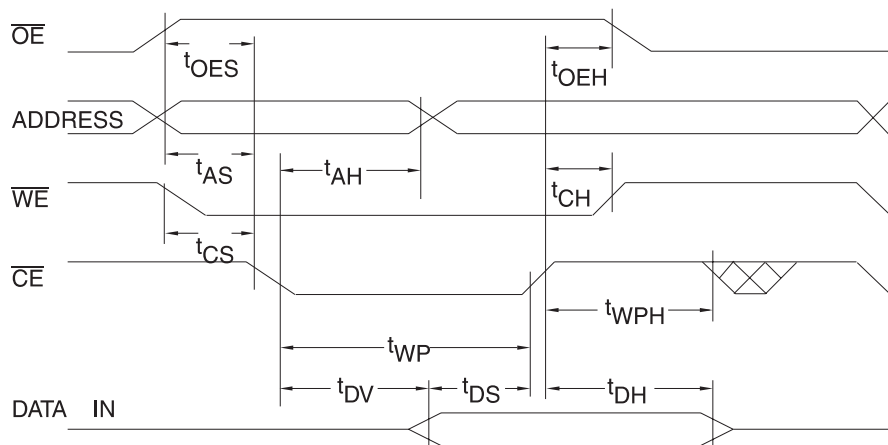 OE
tOES
tOEH
ADDRESS
tAS
tAH
tCH
WE
tCS
CE
tWPH
tWP
tDV
tDS
tDH
DATA IN